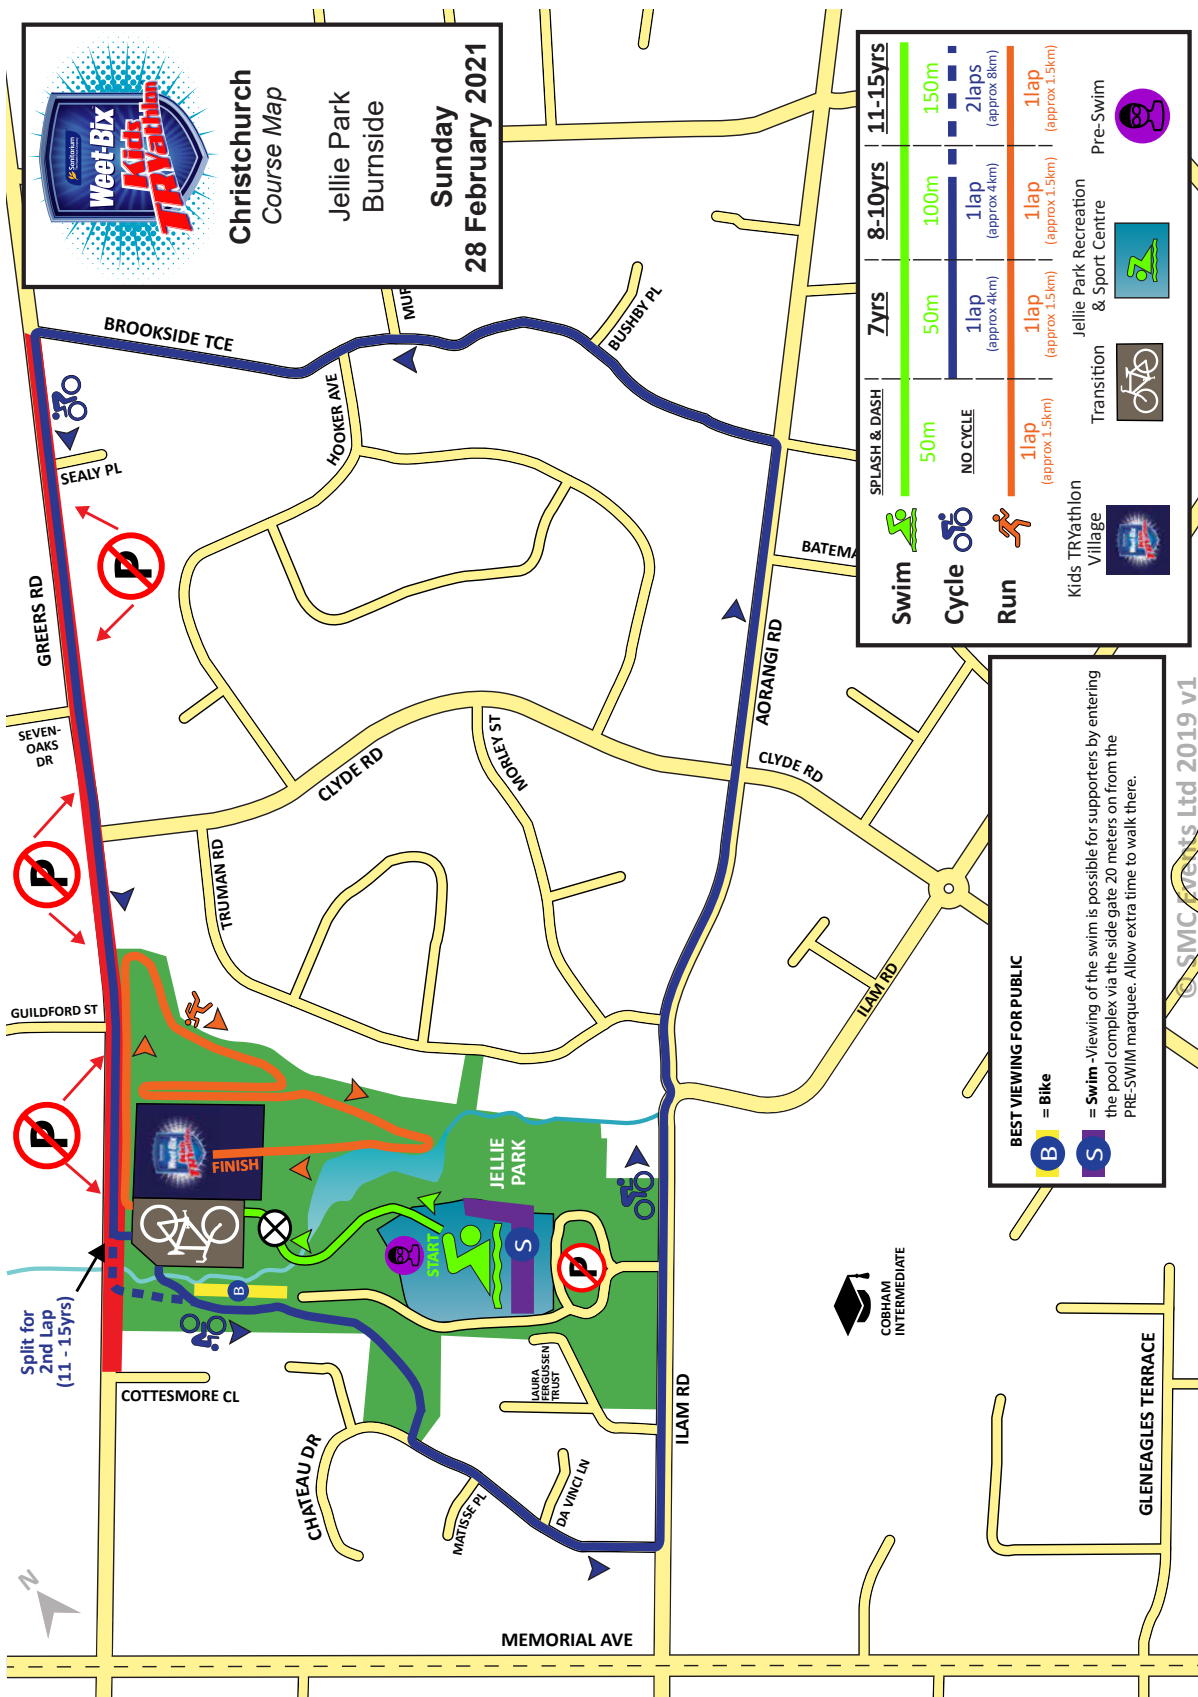 Sanitarium
Weet-Bix
Kids
TRYathlon
Christchurch
Course Map
Jellie Park
Burnside
Sunday
28 February 2021
BROOKSIDE TCE
MUR
BUSHBY PL
HOOKER AVE
SEALY PL
GREERS RD
P
SEVEN-
OAKS
DR
P
CLYDE RD
MORLEY ST
AORANGI RD
BATEMA
CLYDE RD
TRUMAN RD
GUILDFORD ST
ILAM RD
P
Weet-Bix
FINISH
JELLIE
PARK
START
S
P
B
Split for
2nd Lap
(11 - 15yrs)
COTTESMORE CL
LAURA
FERGUSSEN
TRUST
CHATEAU DR
MATISSE PL
DA VINCI LN
ILAM RD
COBHAM
INTERMEDIATE
GLENEAGLES TERRACE
MEMORIAL AVE
N
SPLASH & DASH
7yrs
8-10yrs
11-15yrs
Swim
50m
50m
100m
150m
Cycle
NO CYCLE
1lap
(approx 4km)
1lap
(approx 4km)
2laps
(approx 8km)
Run
1lap
(approx 1.5km)
1lap
(approx 1.5km)
1lap
(approx 1.5km)
1lap
(approx 1.5km)
Kids TRYathlon
Village
Transition
Jellie Park Recreation
& Sport Centre
Pre-Swim
BEST VIEWING FOR PUBLIC
B = Bike
S = Swim -Viewing of the swim is possible for supporters by entering
the pool complex via the side gate 20 meters on from the
PRE-SWIM marquee. Allow extra time to walk there.
© SMC Events Ltd 2019 v1